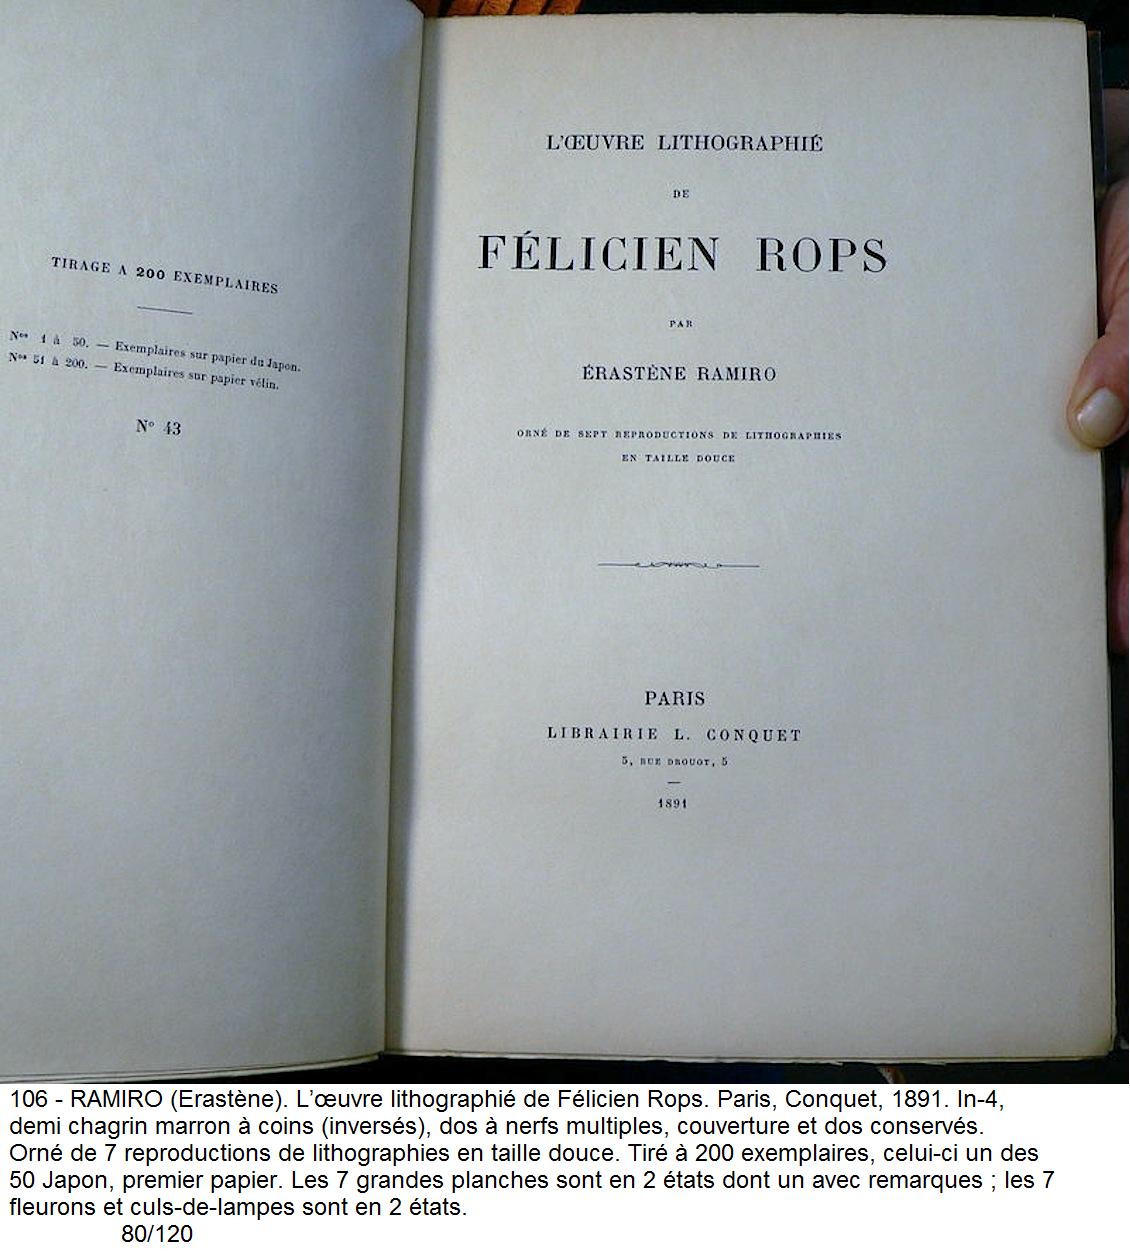 TIRAGE A 200 EXEMPLAIRES
Nos 1 à 50. — Exemplaires sur papier du Japon.
Nos 51 à 200. — Exemplaires sur papier vélin.
No 43
L'ŒUVRE LITHOGRAPHIÉ
DE
FÉLICIEN ROPS
PAR
ÉRASTÈNE RAMIRO
ORNÉ DE SEPT REPRODUCTIONS DE LITHOGRAPHIES
EN TAILLE DOUCE
PARIS
LIBRAIRIE L. CONQUET
5, RUE DROUOT, 5
1891
106 - RAMIRO (Erastène). L’œuvre lithographié de Félicien Rops. Paris, Conquet, 1891. In-4,
demi chagrin marron à coins (inversés), dos à nerfs multiples, couverture et dos conservés.
Orné de 7 reproductions de lithographies en taille douce. Tiré à 200 exemplaires, celui-ci un des
50 Japon, premier papier. Les 7 grandes planches sont en 2 états dont un avec remarques ; les 7
fleurons et culs-de-lampes sont en 2 états.
80/120